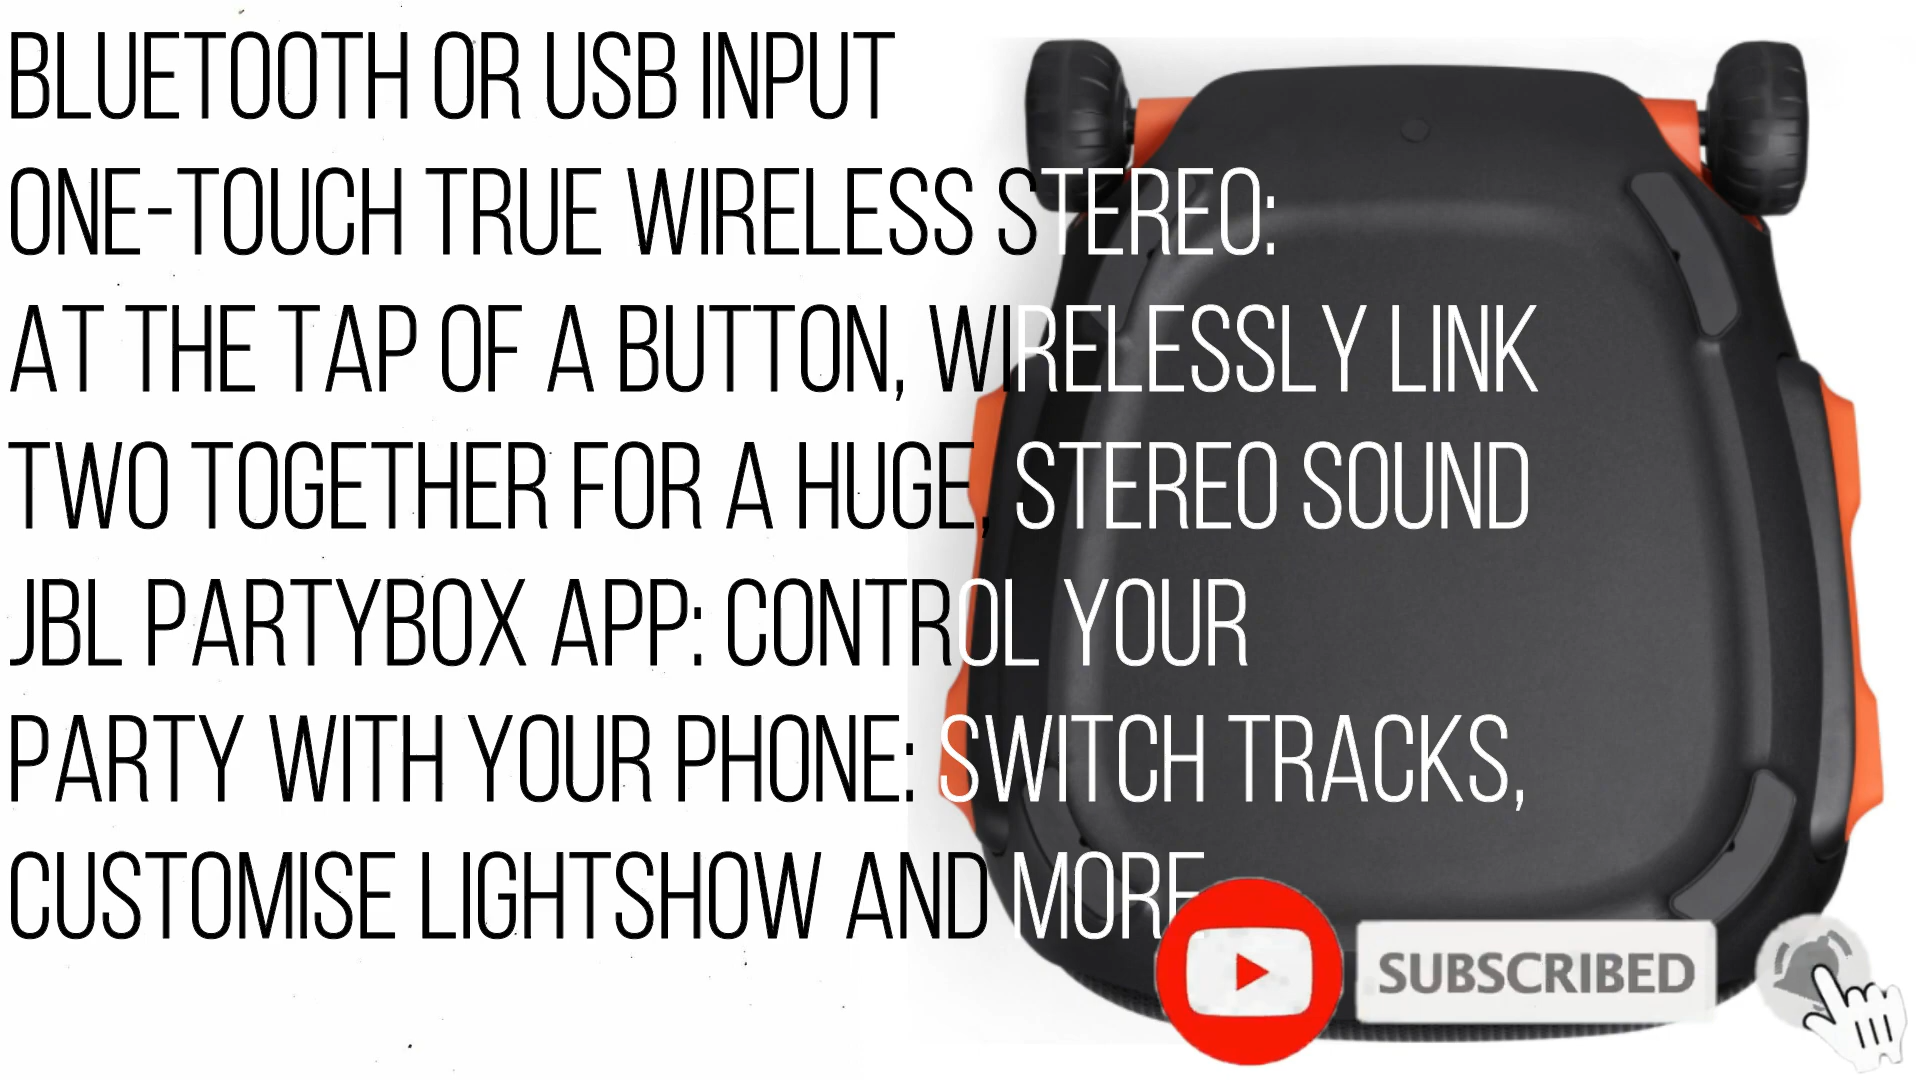 BLUETOOTH OR USB INPUT
ONE-TOUCH TRUE WIRELESS STEREO:
AT THE TAP OF A BUTTON, WIRELESSLY LINK
TWO TOGETHER FOR A HUGE, STEREO SOUND
JBL PARTYBOX APP: CONTROL YOUR
PARTY WITH YOUR PHONE: SWITCH TRACKS,
CUSTOMISE LIGHTSHOW AND MORE
SUBSCRIBED